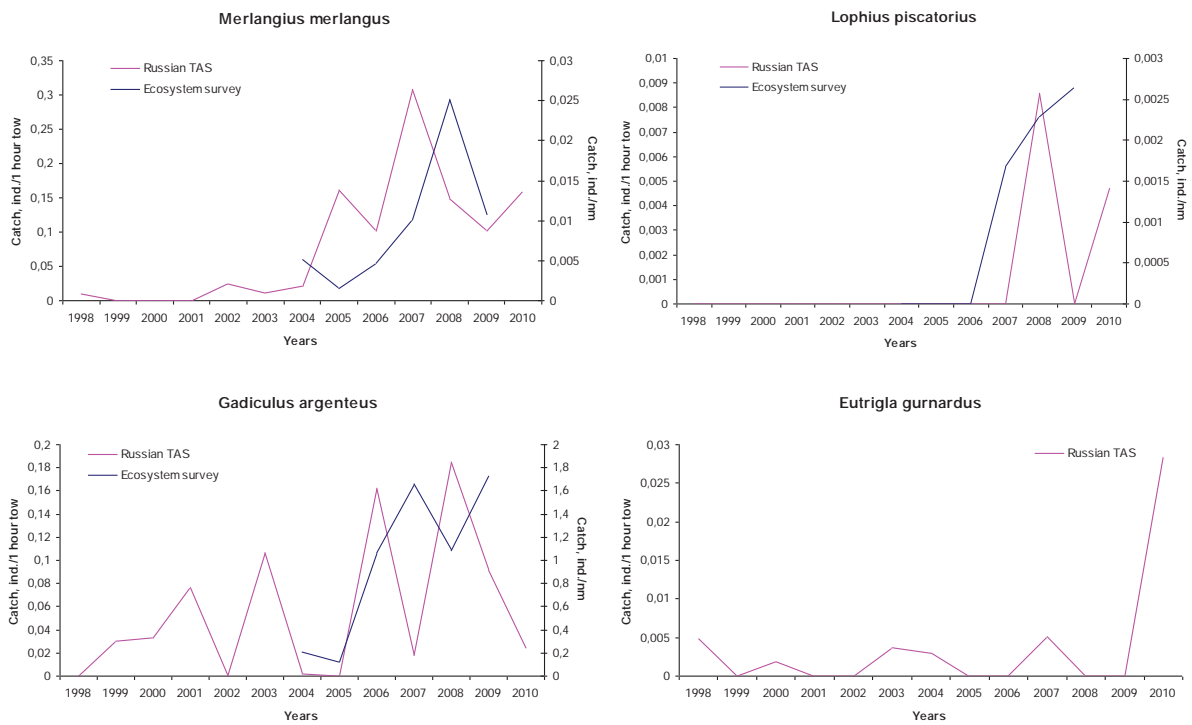 Merlangius merlangus
Russian TAS
Ecosystem survey
Catch, ind./1 hour tow
0,35
0,3
0,25
0,2
0,15
0,1
0,05
0
0,03
0,025
0,02
0,015
0,01
0,005
0
Catch, ind./nm
1998 1999 2000 2001 2002 2003 2004 2005 2006 2007 2008 2009 2010
Years
Lophius piscatorius
Russian TAS
Ecosystem survey
Catch, ind./1 hour tow
0,01
0,009
0,008
0,007
0,006
0,005
0,004
0,003
0,002
0,001
0
0,003
0,0025
0,002
0,0015
0,001
0,0005
0
Catch, ind./nm
1998 1999 2000 2001 2002 2003 2004 2005 2006 2007 2008 2009 2010
Years
Gadiculus argenteus
Russian TAS
Ecosystem survey
Catch, ind./1 hour tow
0,2
0,18
0,16
0,14
0,12
0,1
0,08
0,06
0,04
0,02
0
2
1,8
1,6
1,4
1,2
1
0,8
0,6
0,4
0,2
0
Catch, ind./nm
1998 1999 2000 2001 2002 2003 2004 2005 2006 2007 2008 2009 2010
Years
Eutrigla gurnardus
Russian TAS
Catch, ind./1 hour tow
0,03
0,025
0,02
0,015
0,01
0,005
0
1998 1999 2000 2001 2002 2003 2004 2005 2006 2007 2008 2009 2010
Years